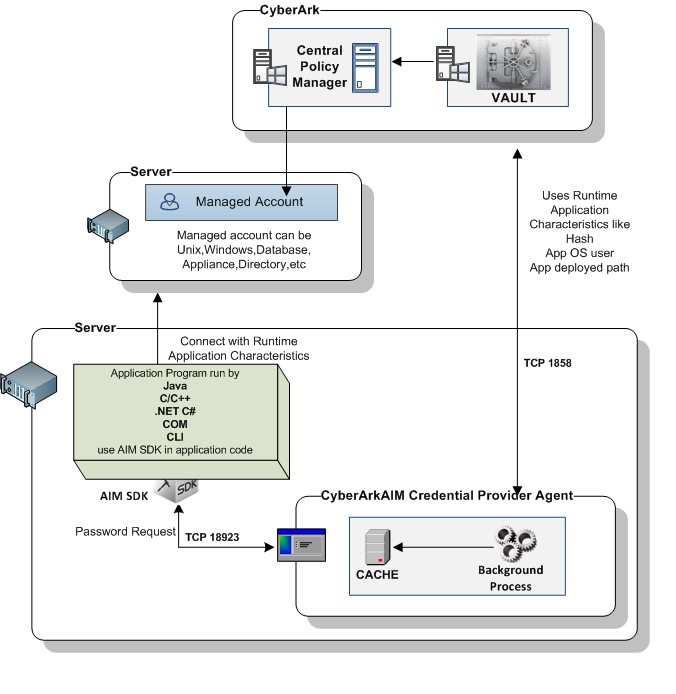 CyberArk
Central
Policy
Manager
VAULT
Server
Managed Account
Managed account can be
Unix,Windows,Database,
Appliance,Directory,etc
Uses Runtime
Application
Characteristics like
Hash
App OS user
App deployed path
Server
Connect with Runtime
Application Characteristics
TCP 1858
Application Program run by
Java
C/C++
.NET C#
COM
CLI
use AIM SDK in application code
AIM SDK
SDK
CyberArkAIM Credential Provider Agent
Password Request
TCP 18923
CACHE
Background
Process